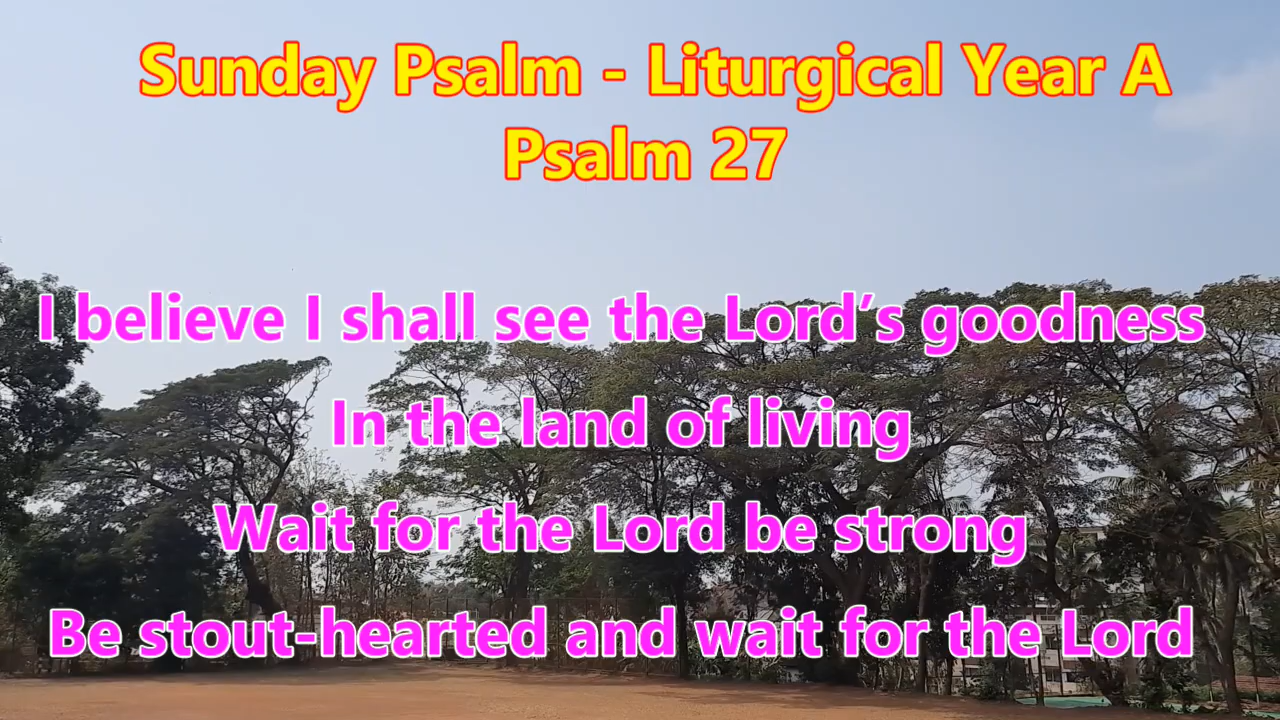 Sunday Psalm - Liturgical Year A
Psalm 27
I believe I shall see the Lord's goodness
In the land of living
Wait for the Lord be strong
Be stout-hearted and wait for the Lord